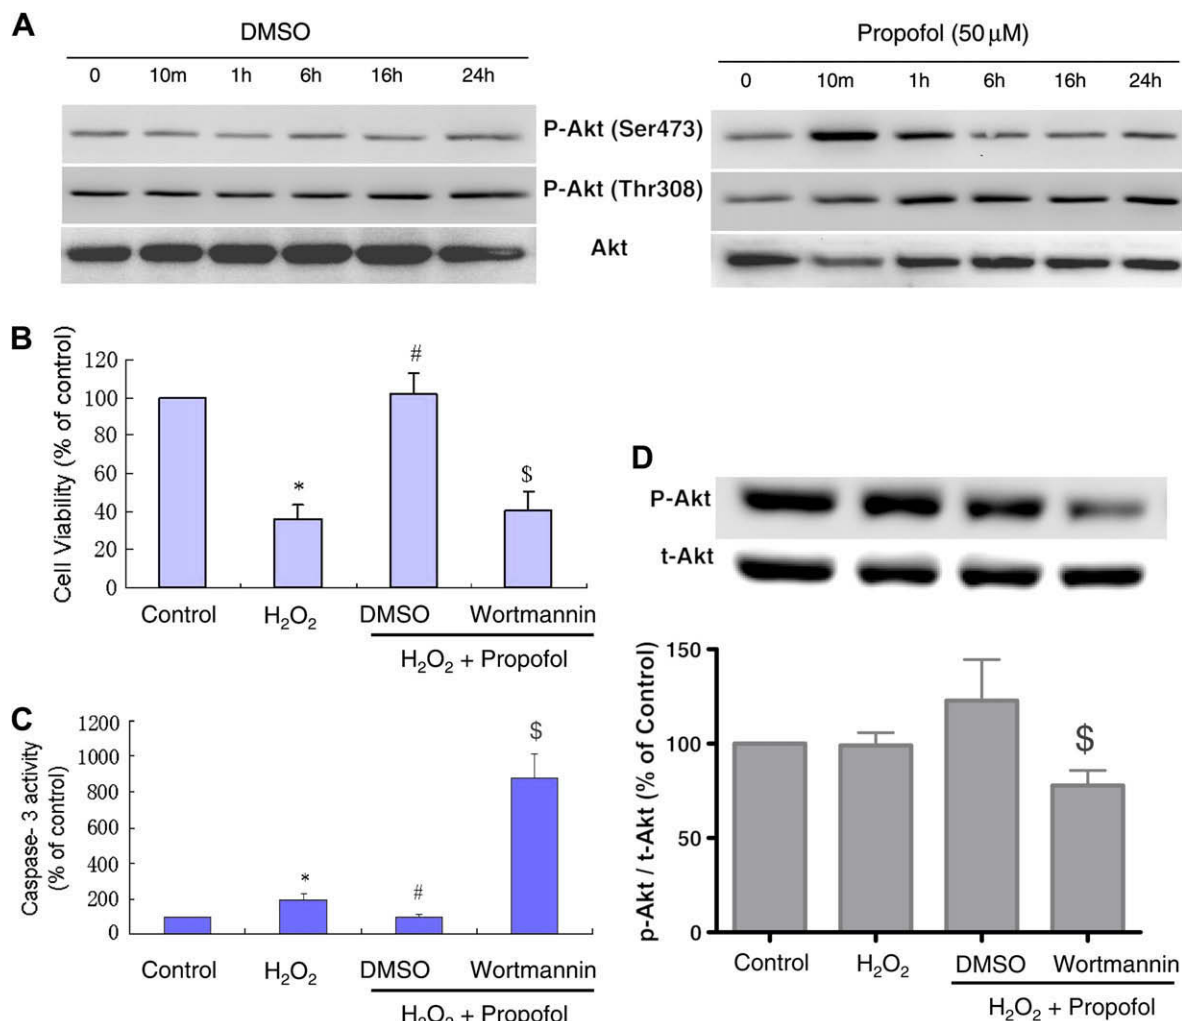 A
DMSO
0 10m 1h 6h 16h 24h
Propofol (50 μM)
0 10m 1h 6h 16h 24h
P-Akt (Ser473)
P-Akt (Thr308)
Akt
B
Cell Viability (% of control)
120
100
80
60
40
20
0
* # $
Control H₂O₂ DMSO Wortmannin
H₂O₂ + Propofol
C
Caspase- 3 activity
(% of control)
1200
1000
800
600
400
200
0
* # $
Control H₂O₂ DMSO Wortmannin
H₂O₂ + Propofol
D
P-Akt
t-Akt
p-Akt / t-Akt (% of Control)
150
100
50
0
$
Control H₂O₂ DMSO Wortmannin
H₂O₂ + Propofol